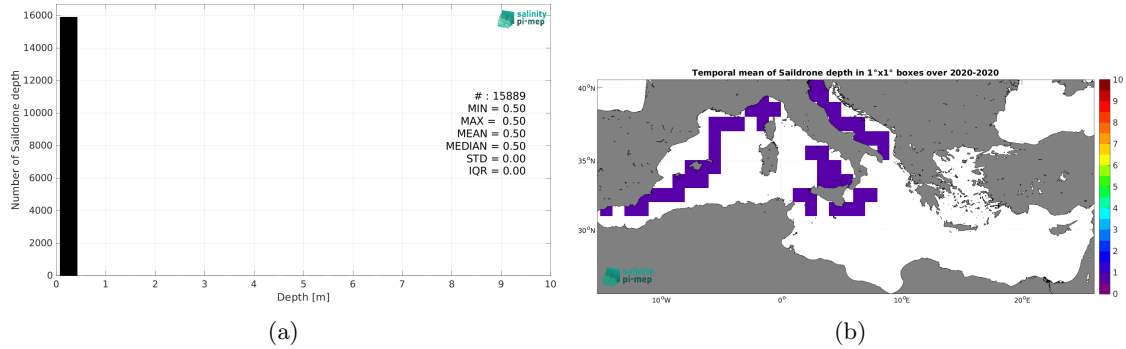 16000
14000
12000
10000
8000
6000
4000
2000
0
Number of Saildrone depth
salinity
pi-mep
# : 15889
MIN = 0.50
MAX = 0.50
MEAN = 0.50
MEDIAN = 0.50
STD = 0.00
IQR = 0.00
0 1 2 3 4 5 6 7 8 9 10
Depth [m]
(a)
Temporal mean of Saildrone depth in 1°x1° boxes over 2020-2020
40°N
35°N
30°N
10°W 0° 10°E 20°E
salinity
pi-mep
10
9
8
7
6
5
4
3
2
1
0
(b)